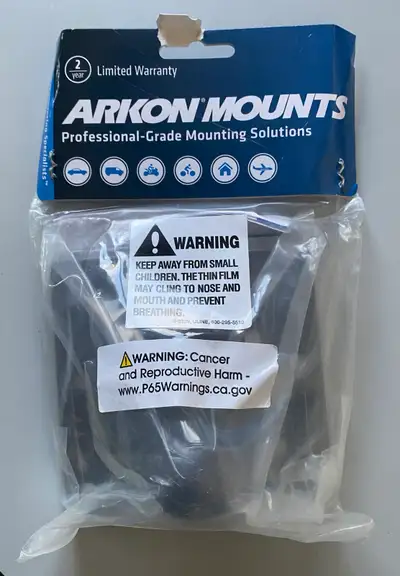 2
year
Limited Warranty
ARKON® MOUNTS
Professional-Grade Mounting Solutions
Specialists™
WARNING
KEEP AWAY FROM SMALL
CHILDREN. THE THIN FILM
MAY CLING TO NOSE AND
MOUTH AND PREVENT
BREATHING.
WARNING: Cancer
and Reproductive Harm -
www.P65Warnings.ca.gov